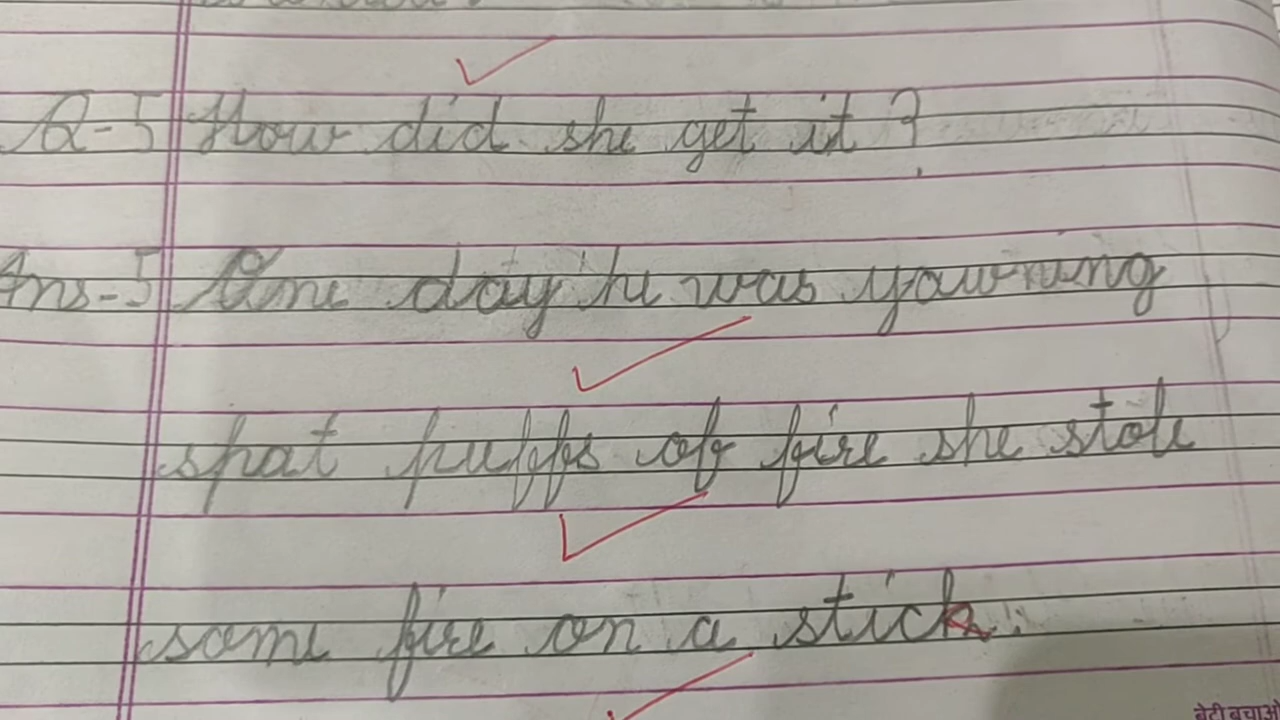 Q-5 How did she get it?
Ans-5 One day he was yawning
spat puffs of fire she stole
some fire on a stick.
बेटी बचाओ